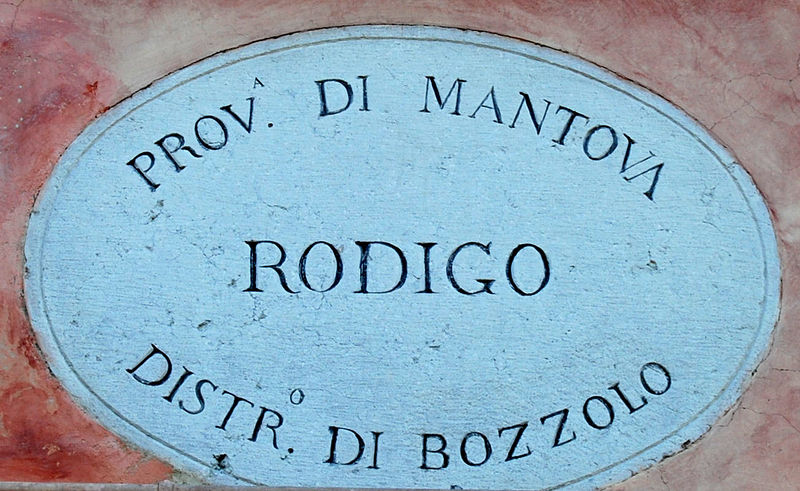 PROV.ᴬ DI MANTOVA
RODIGO
DISTR.º DI BOZZOLO